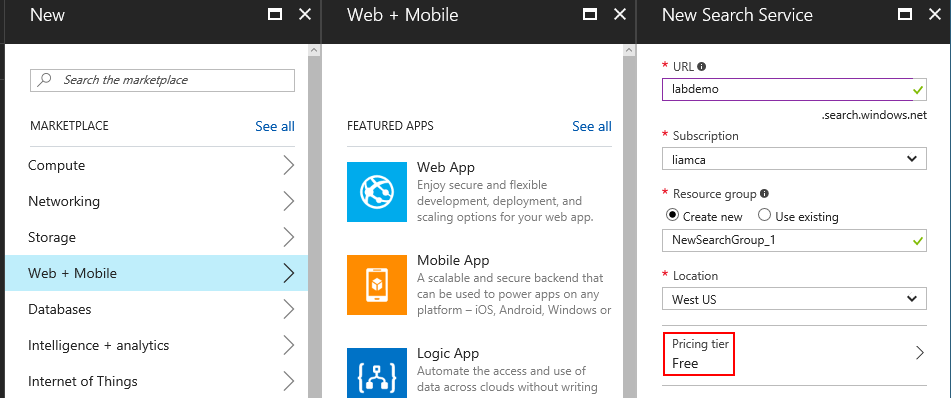 New
Search the marketplace
MARKETPLACE
See all
Compute
Networking
Storage
Web + Mobile
Databases
Intelligence + analytics
Internet of Things
Web + Mobile
FEATURED APPS
See all
Web App
Enjoy secure and flexible
development, deployment, and
scaling options for your web app.
Mobile App
A scalable and secure backend that
can be used to power apps on any
platform – iOS, Android, Windows or
Logic App
Automate the access and use of
data across clouds without writing
New Search Service
* URL
labdemo
.search.windows.net
* Subscription
liamca
* Resource group
Create new
Use existing
NewSearchGroup_1
* Location
West US
Pricing tier
Free